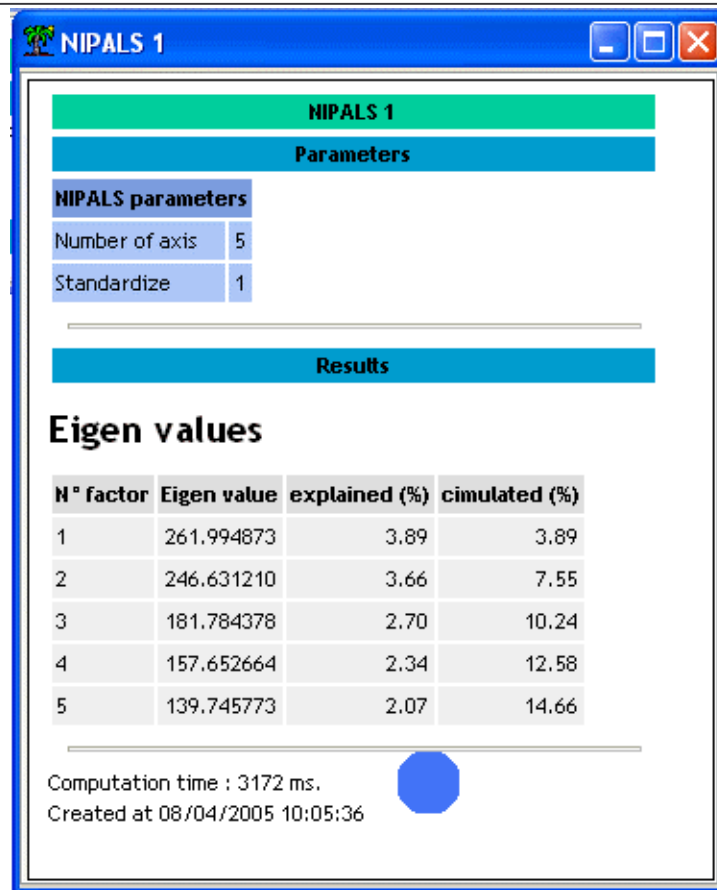 NIPALS 1
NIPALS 1
Parameters
NIPALS parameters
Number of axis 5
Standardize 1
Results
Eigen values
N° factor Eigen value explained (%) cimulated (%)
1 261.994873 3.89 3.89
2 246.631210 3.66 7.55
3 181.784378 2.70 10.24
4 157.652664 2.34 12.58
5 139.745773 2.07 14.66
Computation time : 3172 ms.
Created at 08/04/2005 10:05:36